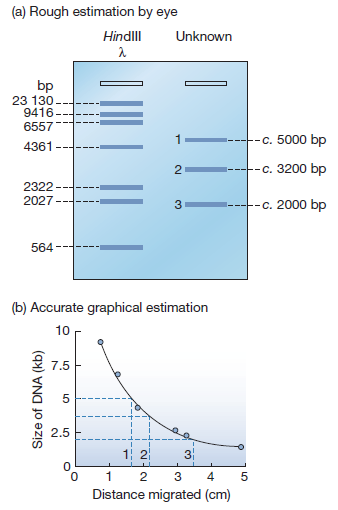 (a) Rough estimation by eye
HindIII Unknown
λ
bp
23 130
9416
6557
4361
2322
2027
564
1 c. 5000 bp
2 c. 3200 bp
3 c. 2000 bp
(b) Accurate graphical estimation
Size of DNA (kb)
10
7.5
5
2.5
0
1 2 3
0 1 2 3 4 5
Distance migrated (cm)